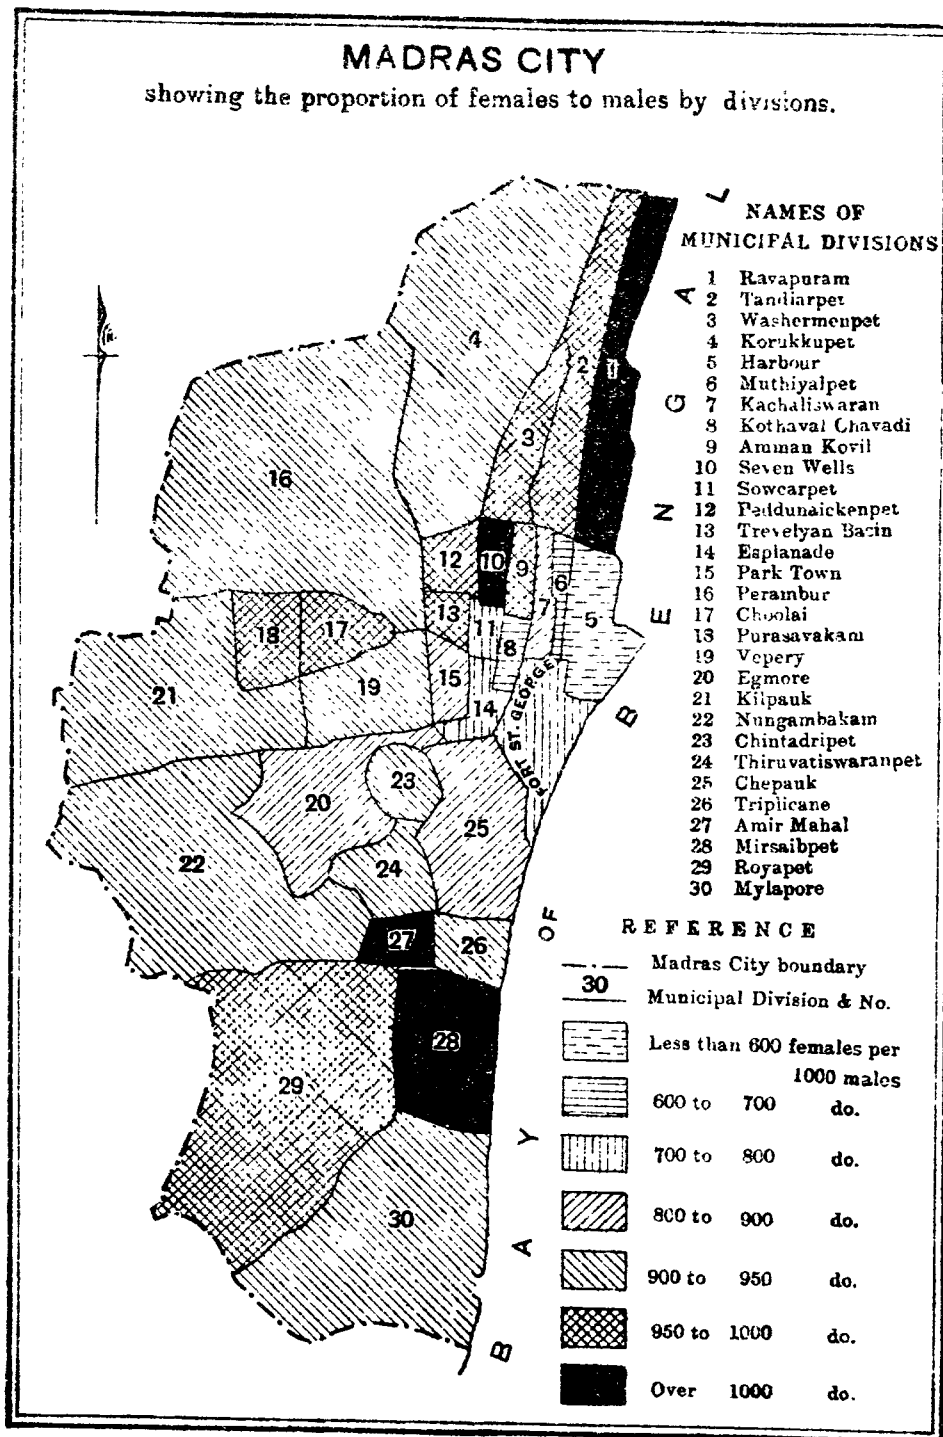 MADRAS CITY
showing the proportion of females to males by divisions.
NAMES OF
MUNICIPAL DIVISIONS
1 Rayapuram
2 Tandiarpet
3 Washermenpet
4 Korukkupet
5 Harbour
6 Muthiyalpet
7 Kachaliswaran
8 Kothaval Chavadi
9 Amman Kovil
10 Seven Wells
11 Sowcarpet
12 Peddunaickenpet
13 Trevelyan Basin
14 Esplanade
15 Park Town
16 Perambur
17 Choolai
18 Purasavakam
19 Vepery
20 Egmore
21 Kilpauk
22 Nungambakam
23 Chintadripet
24 Thiruvatiswaranpet
25 Chepauk
26 Triplicane
27 Amir Mahal
28 Mirsaibpet
29 Royapet
30 Mylapore
4
2
1
3
16
12
10
9
6
7
5
18
17
13
11
8
21
19
15
14
FORT ST. GEORGE
20
23
25
22
24
27
26
28
29
30
BAY OF BENGAL
REFERENCE
Madras City boundary
30 Municipal Division & No.
Less than 600 females per
1000 males
600 to 700 do.
700 to 800 do.
800 to 900 do.
900 to 950 do.
950 to 1000 do.
Over 1000 do.